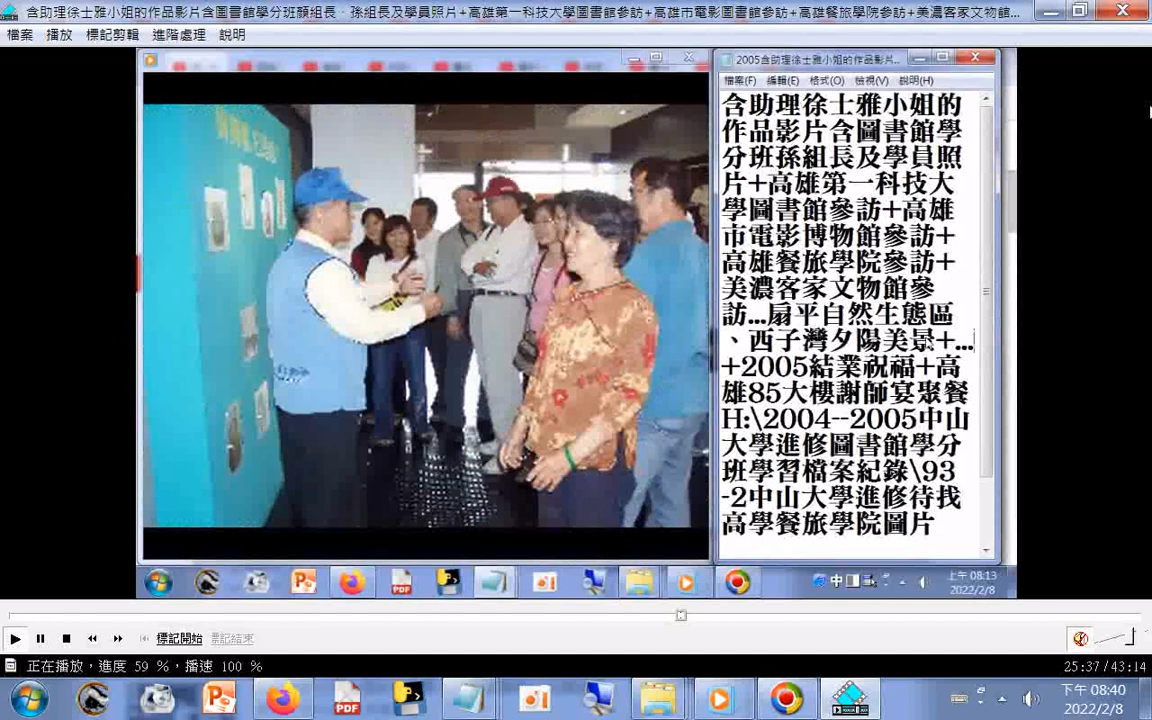 含助理徐士雅小姐的作品影片含圖書館學分班顏組長、孫組長及學員照片+高雄第一科技大學圖書館參訪+高雄市電影圖書館參訪+高雄餐旅學院參訪+美濃客家文物館...
檔案 播放 標記剪輯 進階處理 說明
2005含助理徐士雅小姐的作品影片...
檔案(F) 編輯(E) 格式(O) 檢視(V) 說明(H)
含助理徐士雅小姐的
作品影片含圖書館學
分班孫組長及學員照
片+高雄第一科技大
學圖書館參訪+高雄
市電影博物館參訪+
高雄餐旅學院參訪+
美濃客家文物館參
訪...扇平自然生態區
、西子灣夕陽美景+...
+2005結業祝福+高
雄85大樓謝師宴聚餐
H:\2004--2005中山
大學進修圖書館學分
班學習檔案紀錄\93
-2中山大學進修待找
高學餐旅學院圖片
中
上午 08:13
2022/2/8
標記開始 標記結束
正在播放，進度 59 %，播速 100 %
25:37 / 43:14
PDF
下午 08:40
2022/2/8